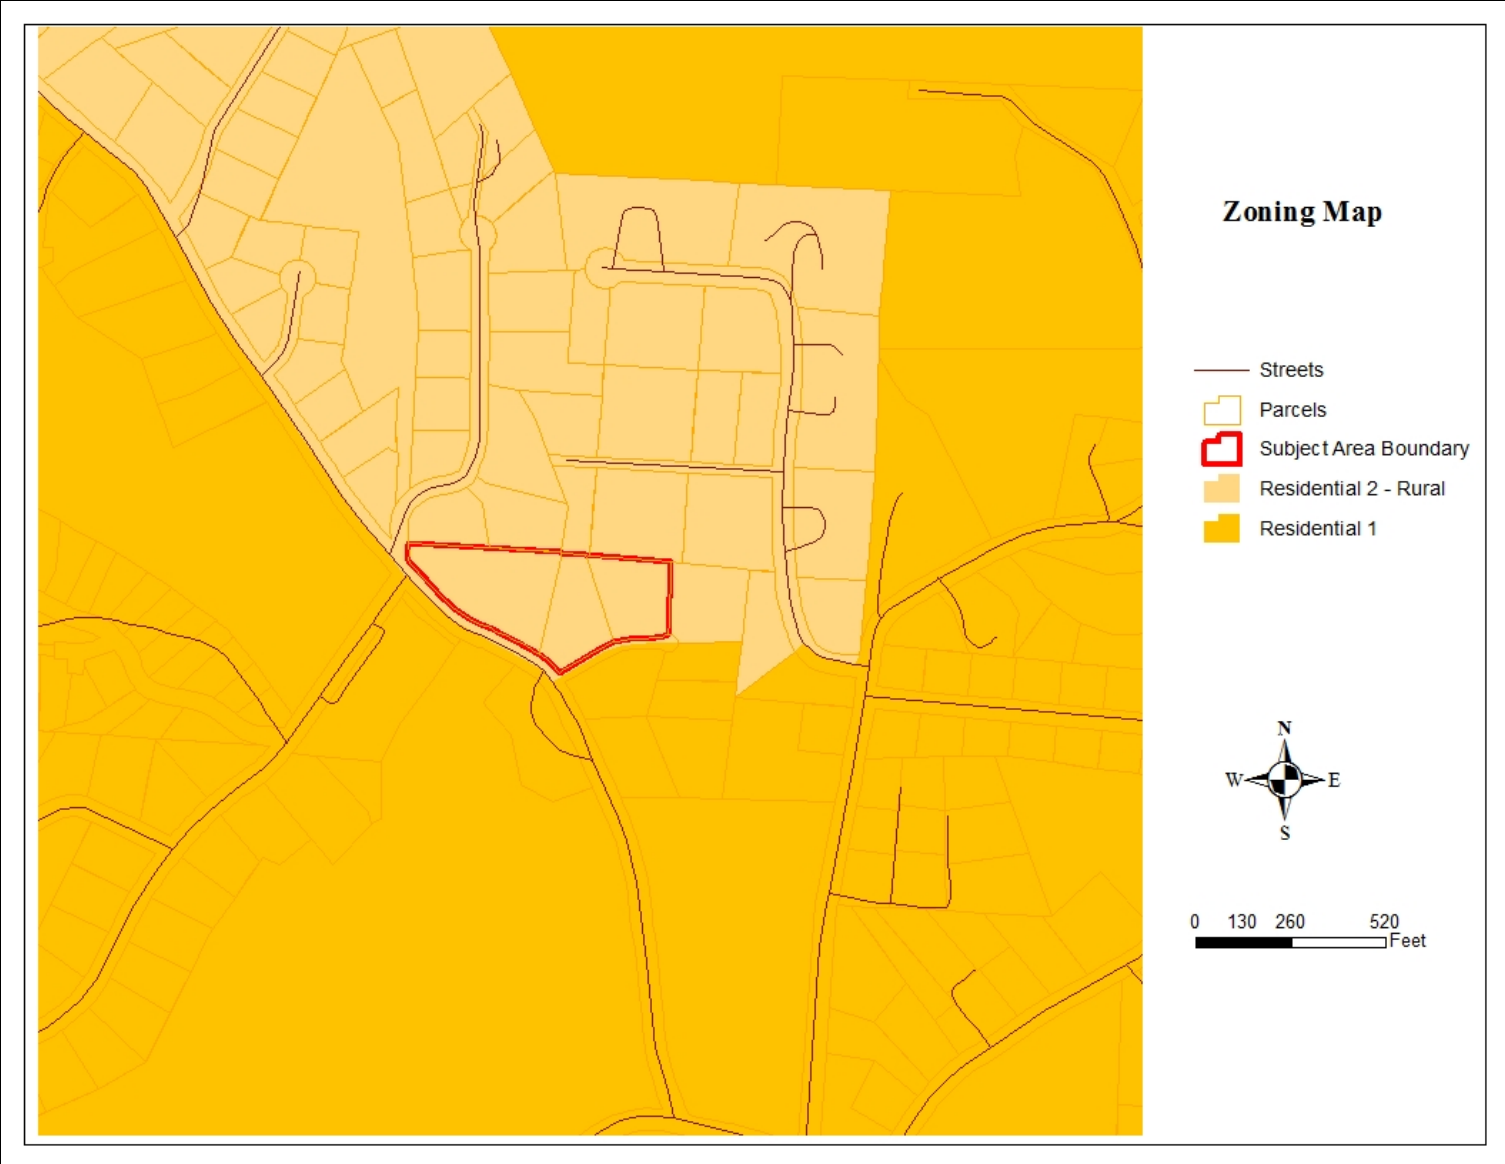 Zoning Map
Streets
Parcels
Subject Area Boundary
Residential 2 - Rural
Residential 1
N
W E
S
0 130 260 520
Feet